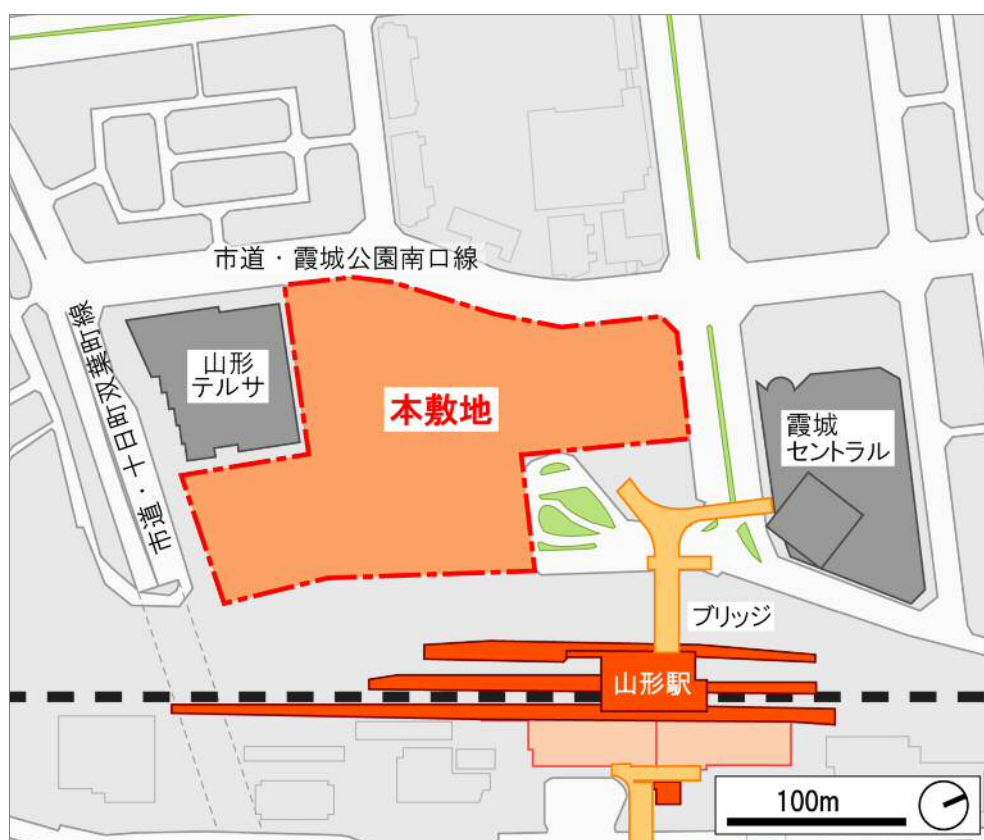 市道・霞城公園南口線
市道・十日町双葉町線
山形
テルサ
本敷地
霞城
セントラル
ブリッジ
山形駅
100m